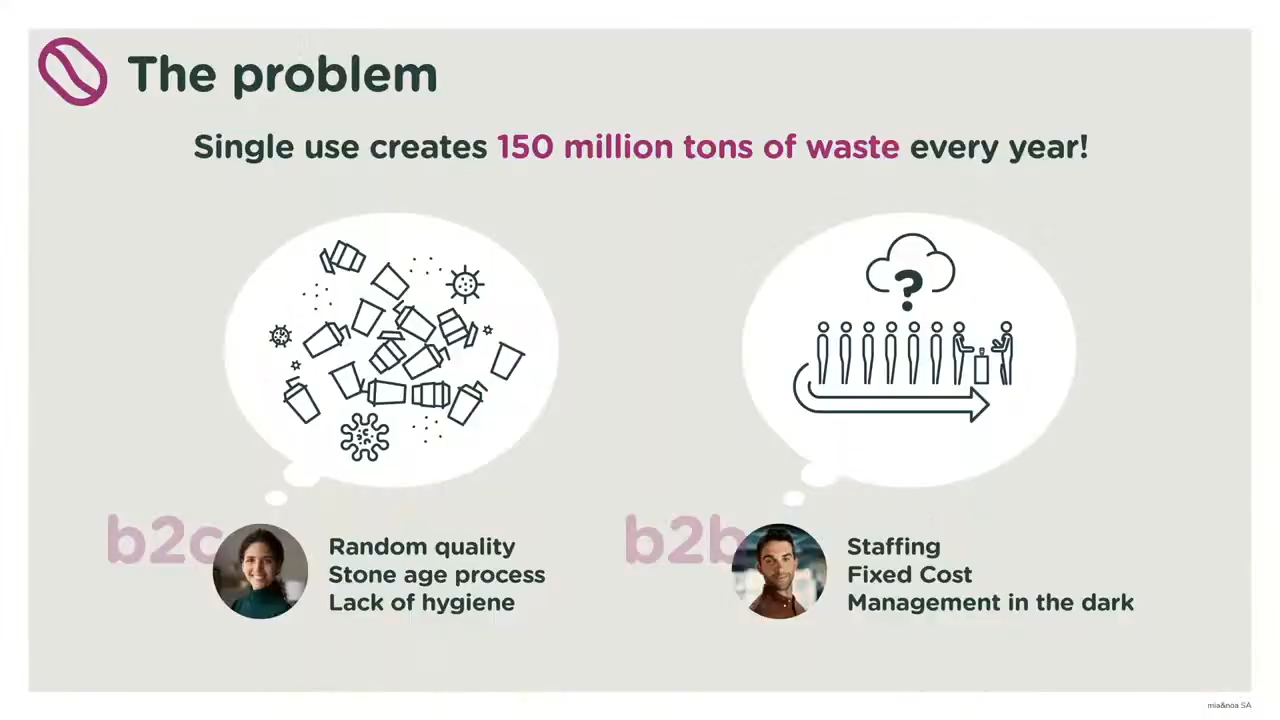 The problem
Single use creates 150 million tons of waste every year!
?
b2c
Random quality
Stone age process
Lack of hygiene
b2b
Staffing
Fixed Cost
Management in the dark
mia&noa SA